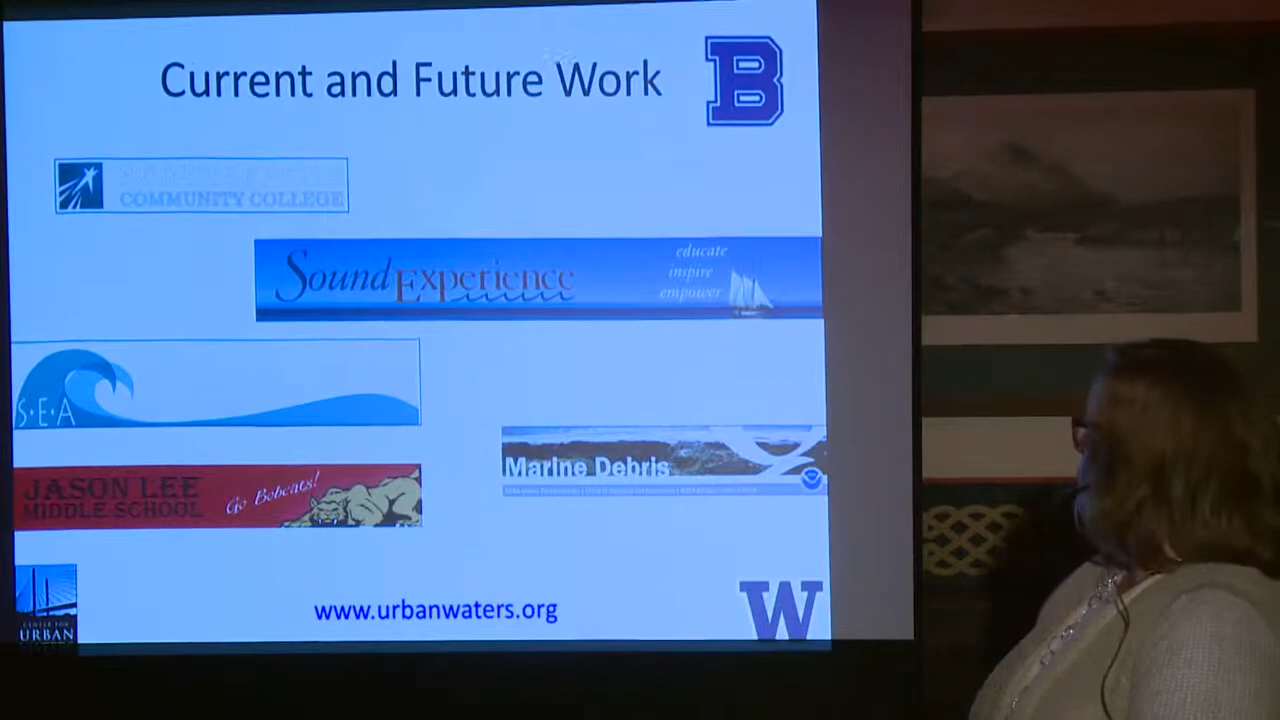 Current and Future Work
B
COMMUNITY COLLEGE
Sound Experience
educate
inspire
empower
S·E·A
Marine Debris
JASON LEE
MIDDLE SCHOOL
Go Bobcats!
URBAN
www.urbanwaters.org
W